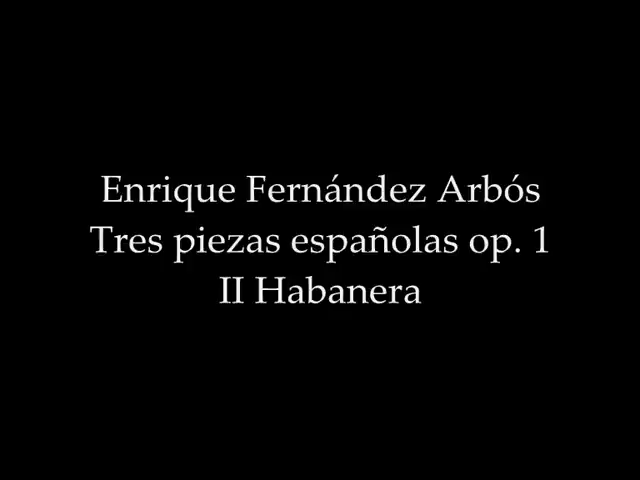 Enrique Fernández Arbós
Tres piezas españolas op. 1
II Habanera